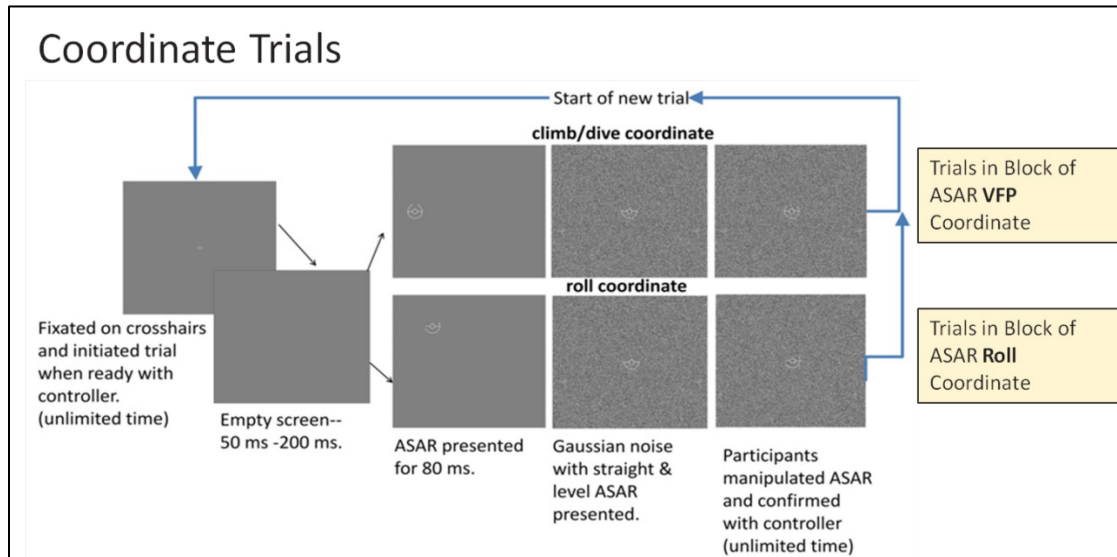 Coordinate Trials
Start of new trial
climb/dive coordinate
roll coordinate
Fixated on crosshairs
and initiated trial
when ready with
controller.
(unlimited time)
Empty screen--
50 ms -200 ms.
ASAR presented
for 80 ms.
Gaussian noise
with straight &
level ASAR
presented.
Participants
manipulated ASAR
and confirmed
with controller
(unlimited time)
Trials in Block of
ASAR VFP
Coordinate
Trials in Block of
ASAR Roll
Coordinate